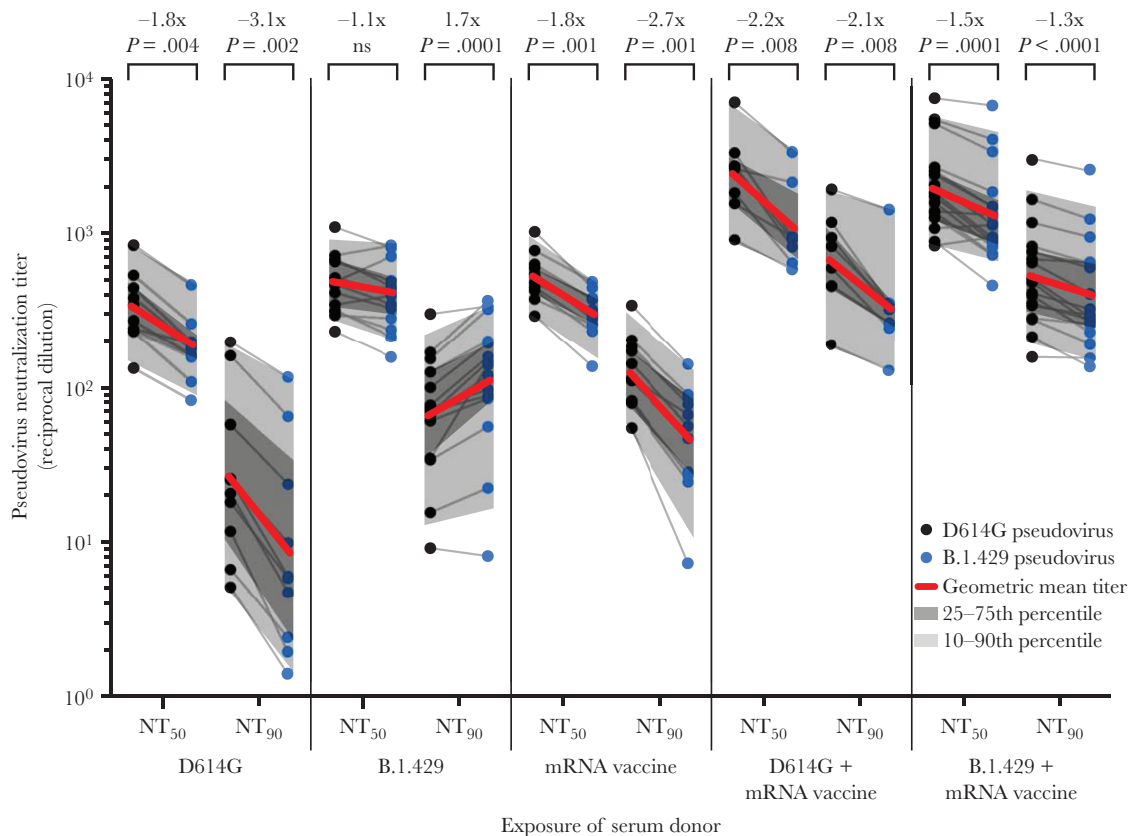 −1.8x −3.1x −1.1x 1.7x −1.8x −2.7x −2.2x −2.1x −1.5x −1.3x
P = .004 P = .002 ns P = .0001 P = .001 P = .001 P = .008 P = .008 P = .0001 P < .0001
Pseudovirus neutralization titer
(reciprocal dilution)
10⁴
10³
10²
10¹
10⁰
D614G pseudovirus
B.1.429 pseudovirus
Geometric mean titer
25–75th percentile
10–90th percentile
NT₅₀ NT₉₀ NT₅₀ NT₉₀ NT₅₀ NT₉₀ NT₅₀ NT₉₀ NT₅₀ NT₉₀
D614G B.1.429 mRNA vaccine D614G + B.1.429 +
mRNA vaccine mRNA vaccine
Exposure of serum donor